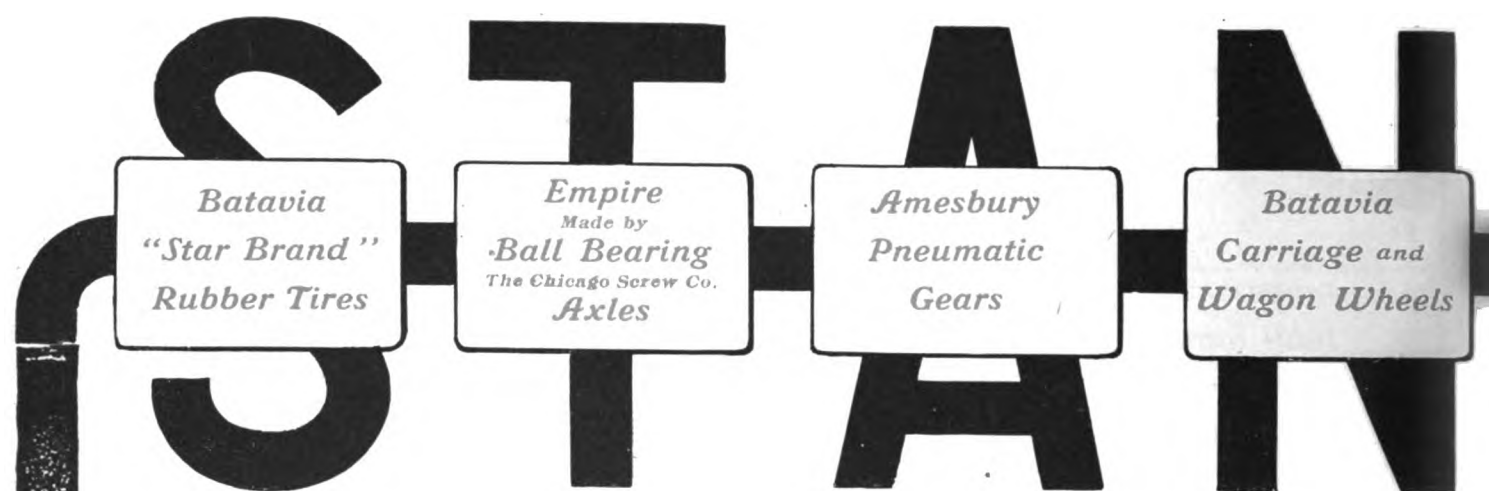 STAN
Batavia
"Star Brand"
Rubber Tires
Empire
Made by
Ball Bearing
The Chicago Screw Co.
Axles
Amesbury
Pneumatic
Gears
Batavia
Carriage and
Wagon Wheels